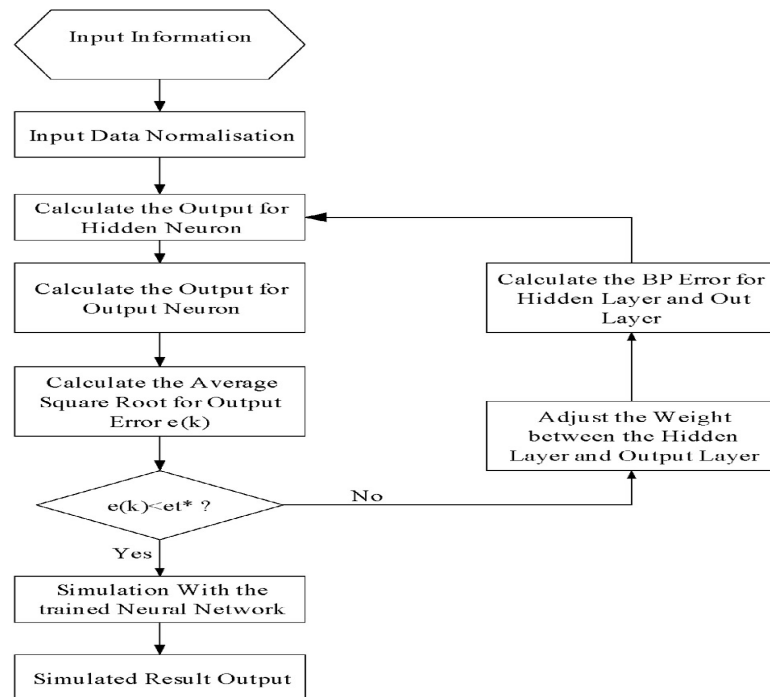 Input Information
Input Data Normalisation
Calculate the Output for
Hidden Neuron
Calculate the Output for
Output Neuron
Calculate the Average
Square Root for Output
Error e(k)
e(k)<et* ?
No
Yes
Simulation With the
trained Neural Network
Simulated Result Output
Calculate the BP Error for
Hidden Layer and Out
Layer
Adjust the Weight
between the Hidden
Layer and Output Layer